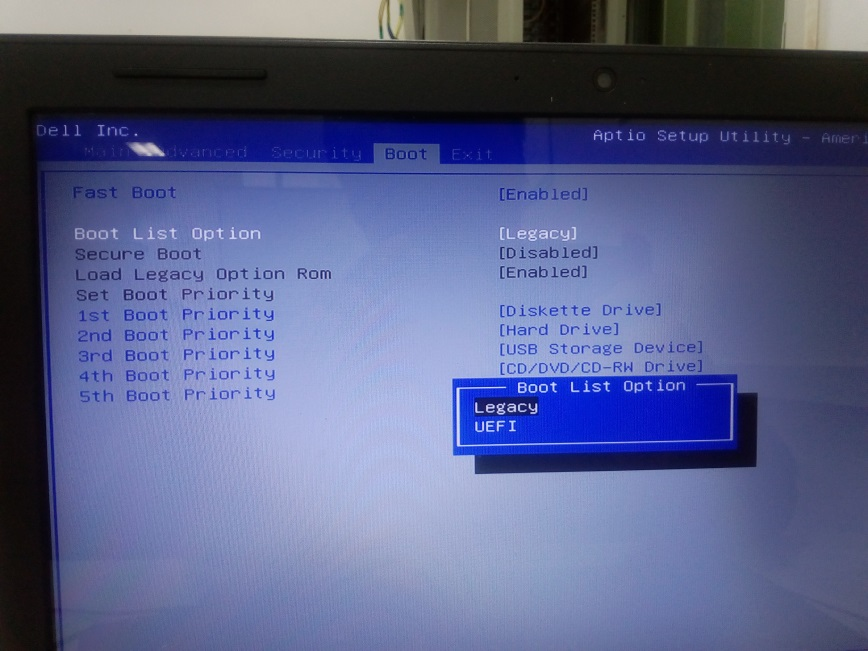 Dell Inc.
Aptio Setup Utility - Ameri
Main Advanced Security Boot Exit
Fast Boot [Enabled]
Boot List Option [Legacy]
Secure Boot [Disabled]
Load Legacy Option Rom [Enabled]
Set Boot Priority
1st Boot Priority [Diskette Drive]
2nd Boot Priority [Hard Drive]
3rd Boot Priority [USB Storage Device]
4th Boot Priority [CD/DVD/CD-RW Drive]
5th Boot Priority
Boot List Option
Legacy
UEFI